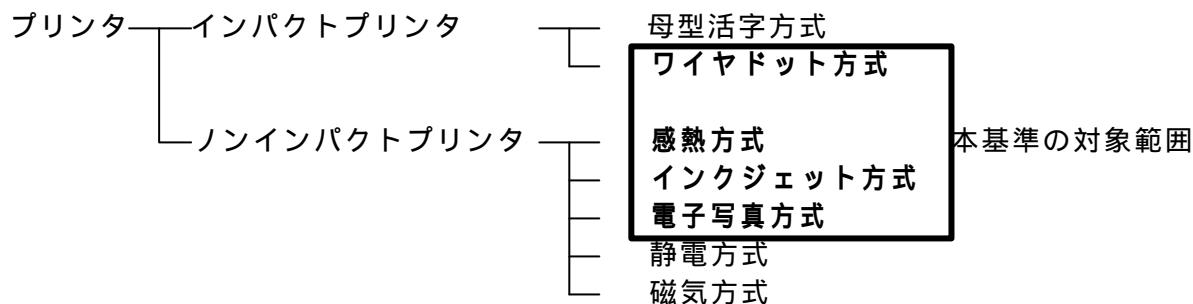 プリンタ インパクトプリンタ 母型活字方式
ワイヤドット方式
ノンインパクトプリンタ 感熱方式 本基準の対象範囲
インクジェット方式
電子写真方式
静電方式
磁気方式